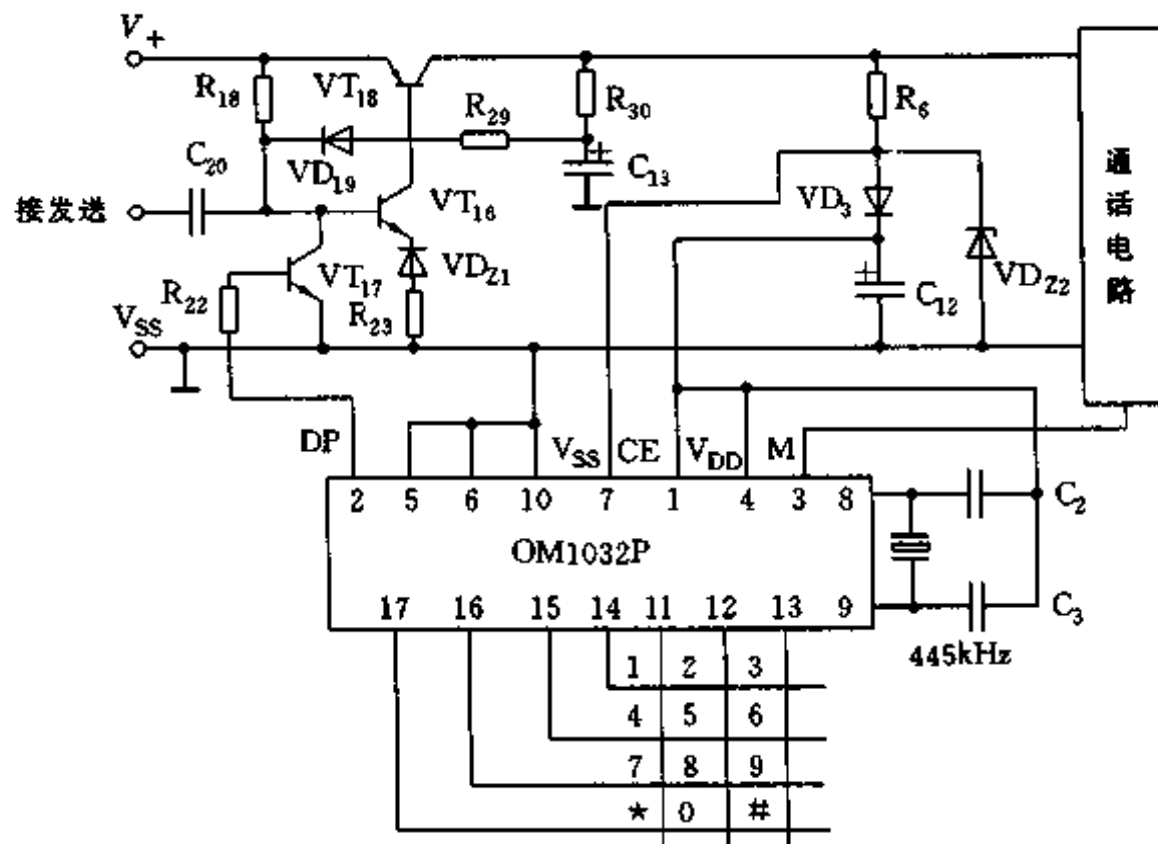 V+
R18
VT18
R29
R30
R6
C20
VD19
C13
VD3
通话电路
接发送
VT16
VT17
VDZ1
VDZ2
R22
R23
C12
VSS
DP
VSS
CE
VDD
M
2 5 6 10 7 1 4 3 8
C2
OM1032P
17 16 15 14 11 12 13 9
C3
445kHz
1 2 3
4 5 6
7 8 9
* 0 #